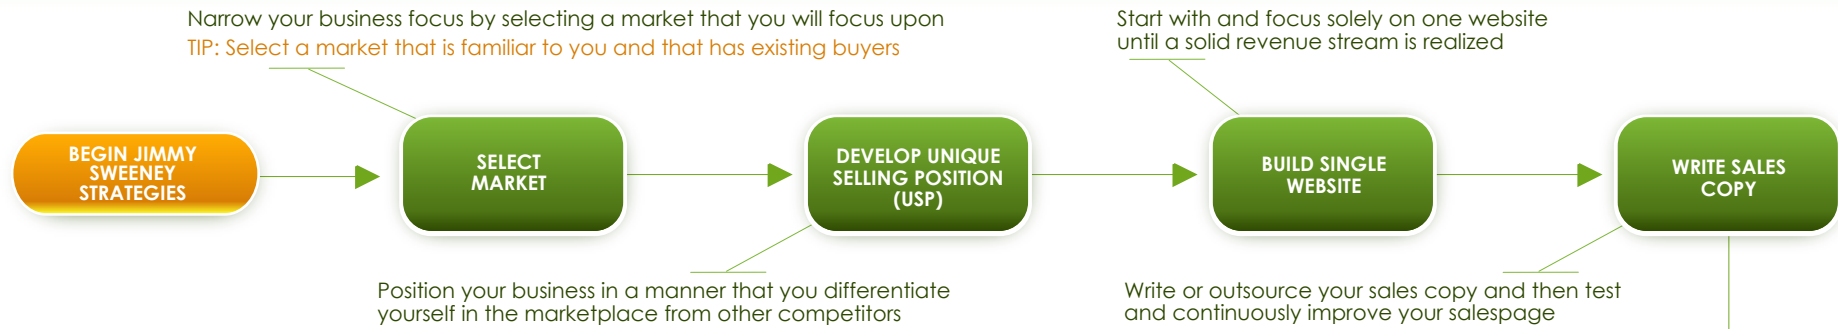 Narrow your business focus by selecting a market that you will focus upon
TIP: Select a market that is familiar to you and that has existing buyers
Start with and focus solely on one website
until a solid revenue stream is realized
BEGIN JIMMY
SWEENEY
STRATEGIES
SELECT
MARKET
DEVELOP UNIQUE
SELLING POSITION
(USP)
BUILD SINGLE
WEBSITE
WRITE SALES
COPY
Position your business in a manner that you differentiate
yourself in the marketplace from other competitors
Write or outsource your sales copy and then test
and continuously improve your salespage